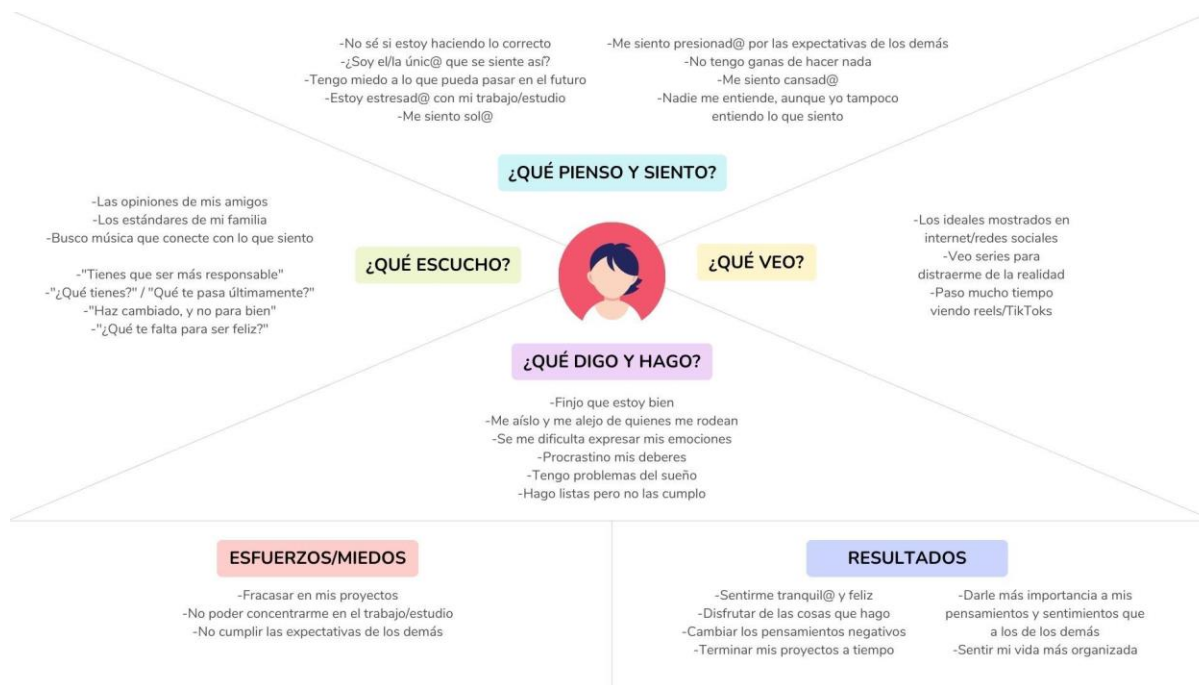 -No sé si estoy haciendo lo correcto
-¿Soy el/la únic@ que se siente así?
-Tengo miedo a lo que pueda pasar en el futuro
-Estoy estresad@ con mi trabajo/estudio
-Me siento sol@
-Me siento presionad@ por las expectativas de los demás
-No tengo ganas de hacer nada
-Me siento cansad@
-Nadie me entiende, aunque yo tampoco
entiendo lo que siento
¿QUÉ PIENSO Y SIENTO?
-Las opiniones de mis amigos
-Los estándares de mi familia
-Busco música que conecte con lo que siento
-"Tienes que ser más responsable"
-"¿Qué tienes?" / "Qué te pasa últimamente?"
-"Haz cambiado, y no para bien"
-"¿Qué te falta para ser feliz?"
¿QUÉ ESCUCHO?
¿QUÉ VEO?
-Los ideales mostrados en
internet/redes sociales
-Veo series para
distraerme de la realidad
-Paso mucho tiempo
viendo reels/TikToks
¿QUÉ DIGO Y HAGO?
-Finjo que estoy bien
-Me aíslo y me alejo de quienes me rodean
-Se me dificulta expresar mis emociones
-Procrastino mis deberes
-Tengo problemas del sueño
-Hago listas pero no las cumplo
ESFUERZOS/MIEDOS
-Fracasar en mis proyectos
-No poder concentrarme en el trabajo/estudio
-No cumplir las expectativas de los demás
RESULTADOS
-Sentirme tranquil@ y feliz
-Disfrutar de las cosas que hago
-Cambiar los pensamientos negativos
-Terminar mis proyectos a tiempo
-Darle más importancia a mis
pensamientos y sentimientos que
a los de los demás
-Sentir mi vida más organizada